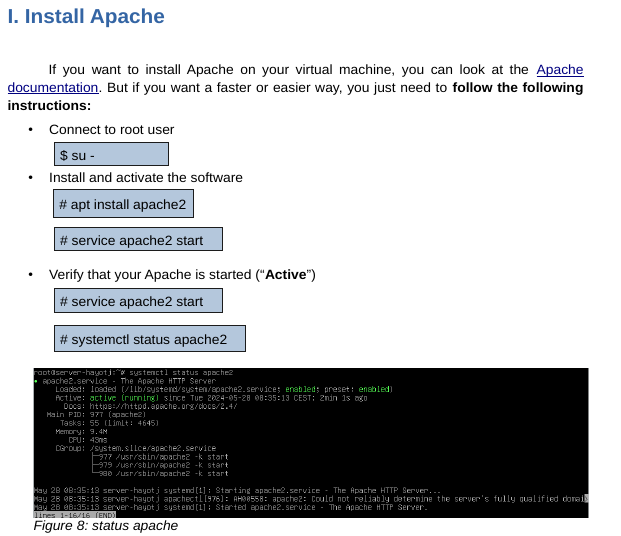 I. Install Apache
If you want to install Apache on your virtual machine, you can look at the Apache
documentation. But if you want a faster or easier way, you just need to follow the following
instructions:
• Connect to root user
$ su -
• Install and activate the software
# apt install apache2
# service apache2 start
• Verify that your Apache is started (“Active”)
# service apache2 start
# systemctl status apache2
root@server-hayotj:~# systemctl status apache2
● apache2.service - The Apache HTTP Server
Loaded: loaded (/lib/systemd/system/apache2.service; enabled; preset: enabled)
Active: active (running) since Tue 2024-05-28 08:35:13 CEST; 2min 1s ago
Docs: https://httpd.apache.org/docs/2.4/
Main PID: 977 (apache2)
Tasks: 55 (limit: 4645)
Memory: 9.4M
CPU: 43ms
CGroup: /system.slice/apache2.service
├─977 /usr/sbin/apache2 -k start
├─979 /usr/sbin/apache2 -k start
└─980 /usr/sbin/apache2 -k start
May 28 08:35:13 server-hayotj systemd[1]: Starting apache2.service - The Apache HTTP Server...
May 28 08:35:13 server-hayotj apachectl[976]: AH00558: apache2: Could not reliably determine the server's fully qualified domai
May 28 08:35:13 server-hayotj systemd[1]: Started apache2.service - The Apache HTTP Server.
lines 1-16/16 (END)
Figure 8: status apache